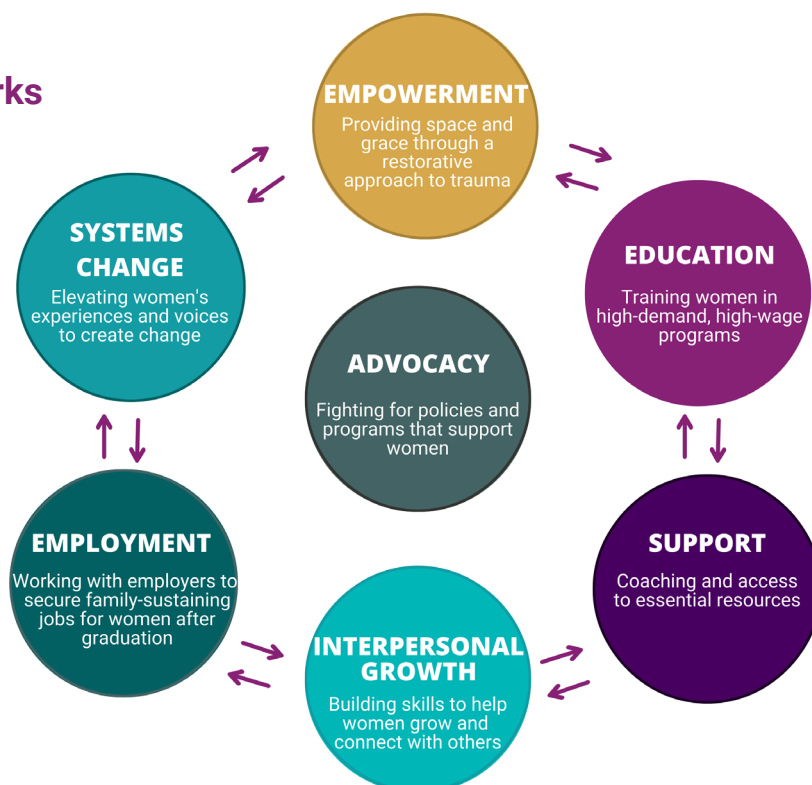 EMPOWERMENT
Providing space and
grace through a
restorative
approach to trauma
SYSTEMS
CHANGE
Elevating women's
experiences and voices
to create change
EDUCATION
Training women in
high-demand, high-wage
programs
ADVOCACY
Fighting for policies and
programs that support
women
EMPLOYMENT
Working with employers to
secure family-sustaining
jobs for women after
graduation
SUPPORT
Coaching and access
to essential resources
INTERPERSONAL
GROWTH
Building skills to help
women grow and
connect with others